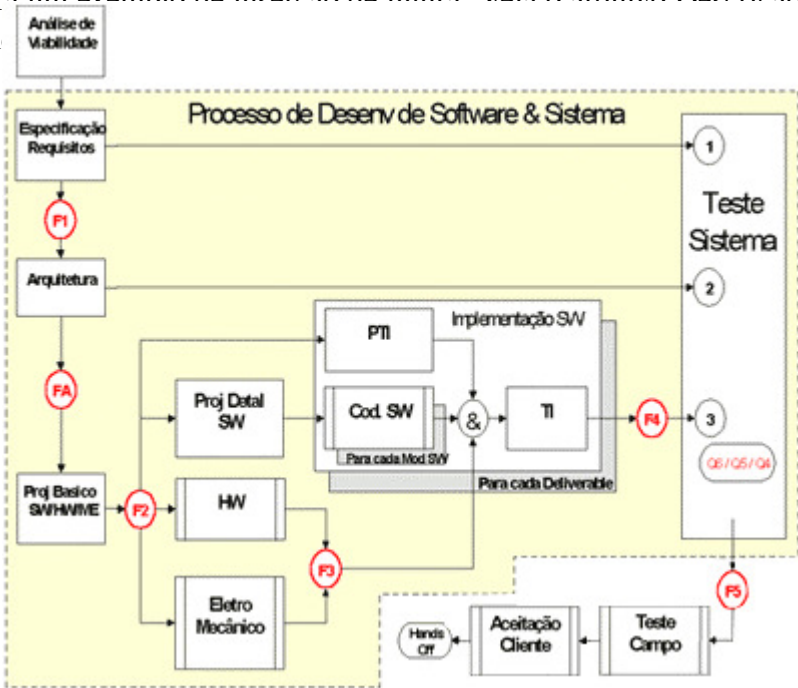 Análise de
Viabilidade
Processo de Desenv de Software & Sistema
Especificação
Requísitos
1
F1
Teste
Sistema
Arquitetura
2
Implementação SW
PTI
FA
Proj Detal
SW
Cod. SW
&
TI
F4
3
Para cada Mod SW
Q6 / Q5 / Q4
Para cada Deliverable
Proj Basico
SW/HW/ME
F2
HW
F3
F5
Eletro
Mecânico
Hands
Off
Aceitação
Cliente
Teste
Campo